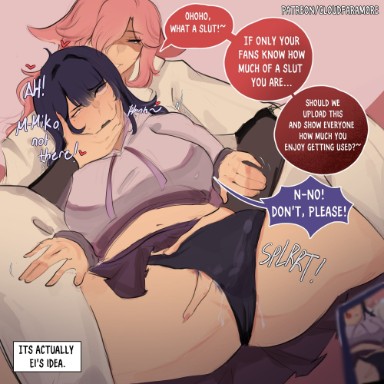 PATREON/CLOUDPARAMORE
OHOHO,
WHAT A SLUT!~
IF ONLY YOUR
FANS KNOW HOW
MUCH OF A SLUT
YOU ARE...
SHOULD WE
UPLOAD THIS
AND SHOW EVERYONE
HOW MUCH YOU
ENJOY GETTING USED?~
AH!
M-Miko,
not
there!
N-NO!
DON'T, PLEASE!
SPLRRT!
ITS ACTUALLY
EI'S IDEA.